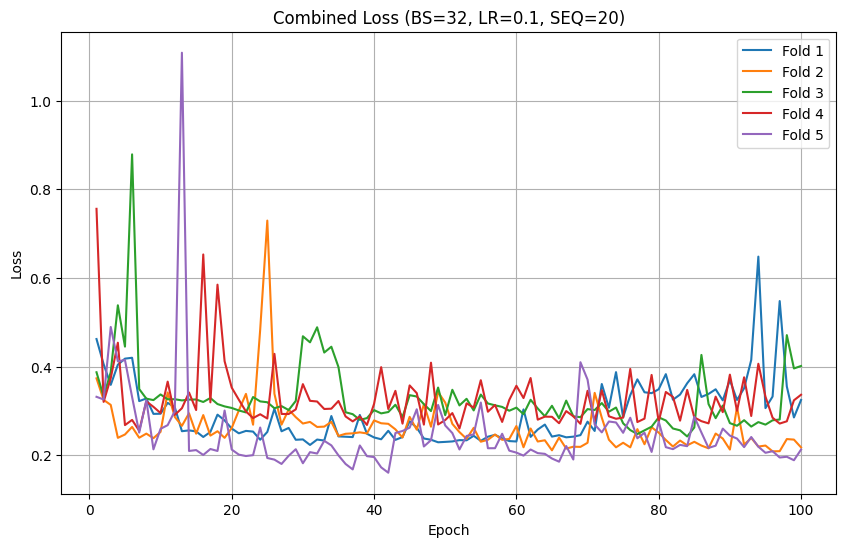 Combined Loss (BS=32, LR=0.1, SEQ=20)
Fold 1
Fold 2
Fold 3
Fold 4
Fold 5
Loss
1.0
0.8
0.6
0.4
0.2
0
20
40
60
80
100
Epoch